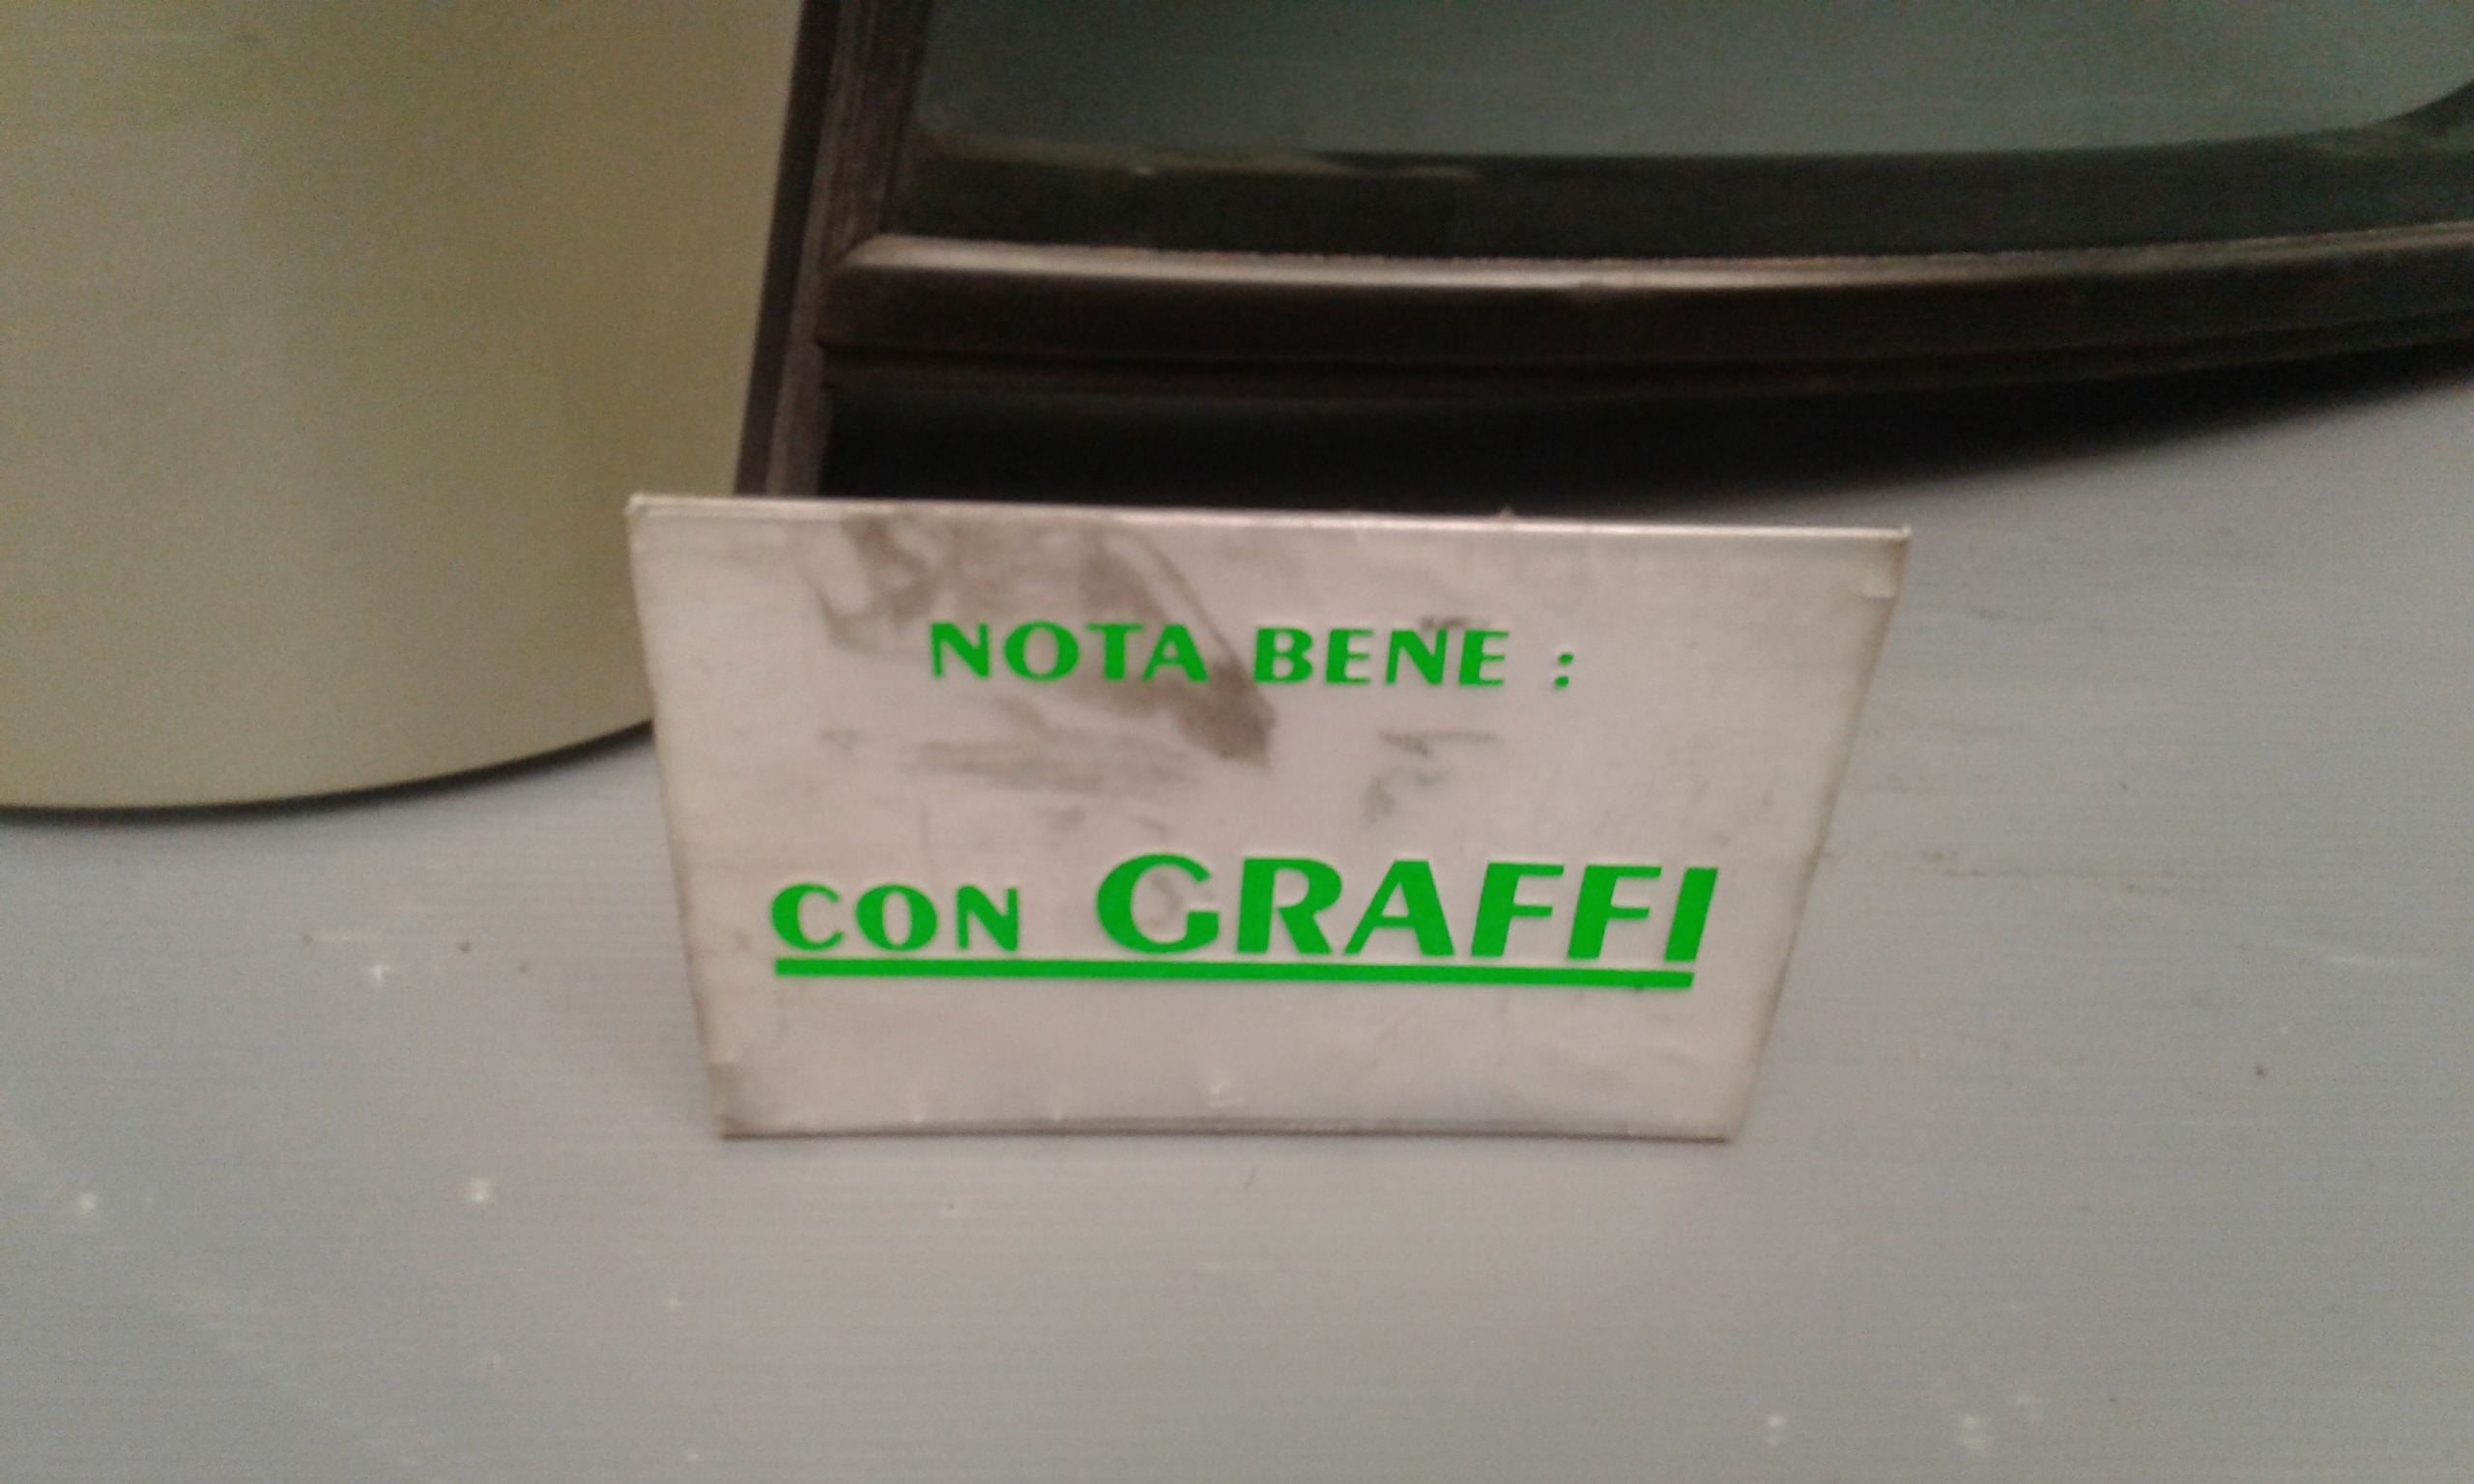 NOTA BENE :
CON GRAFFI